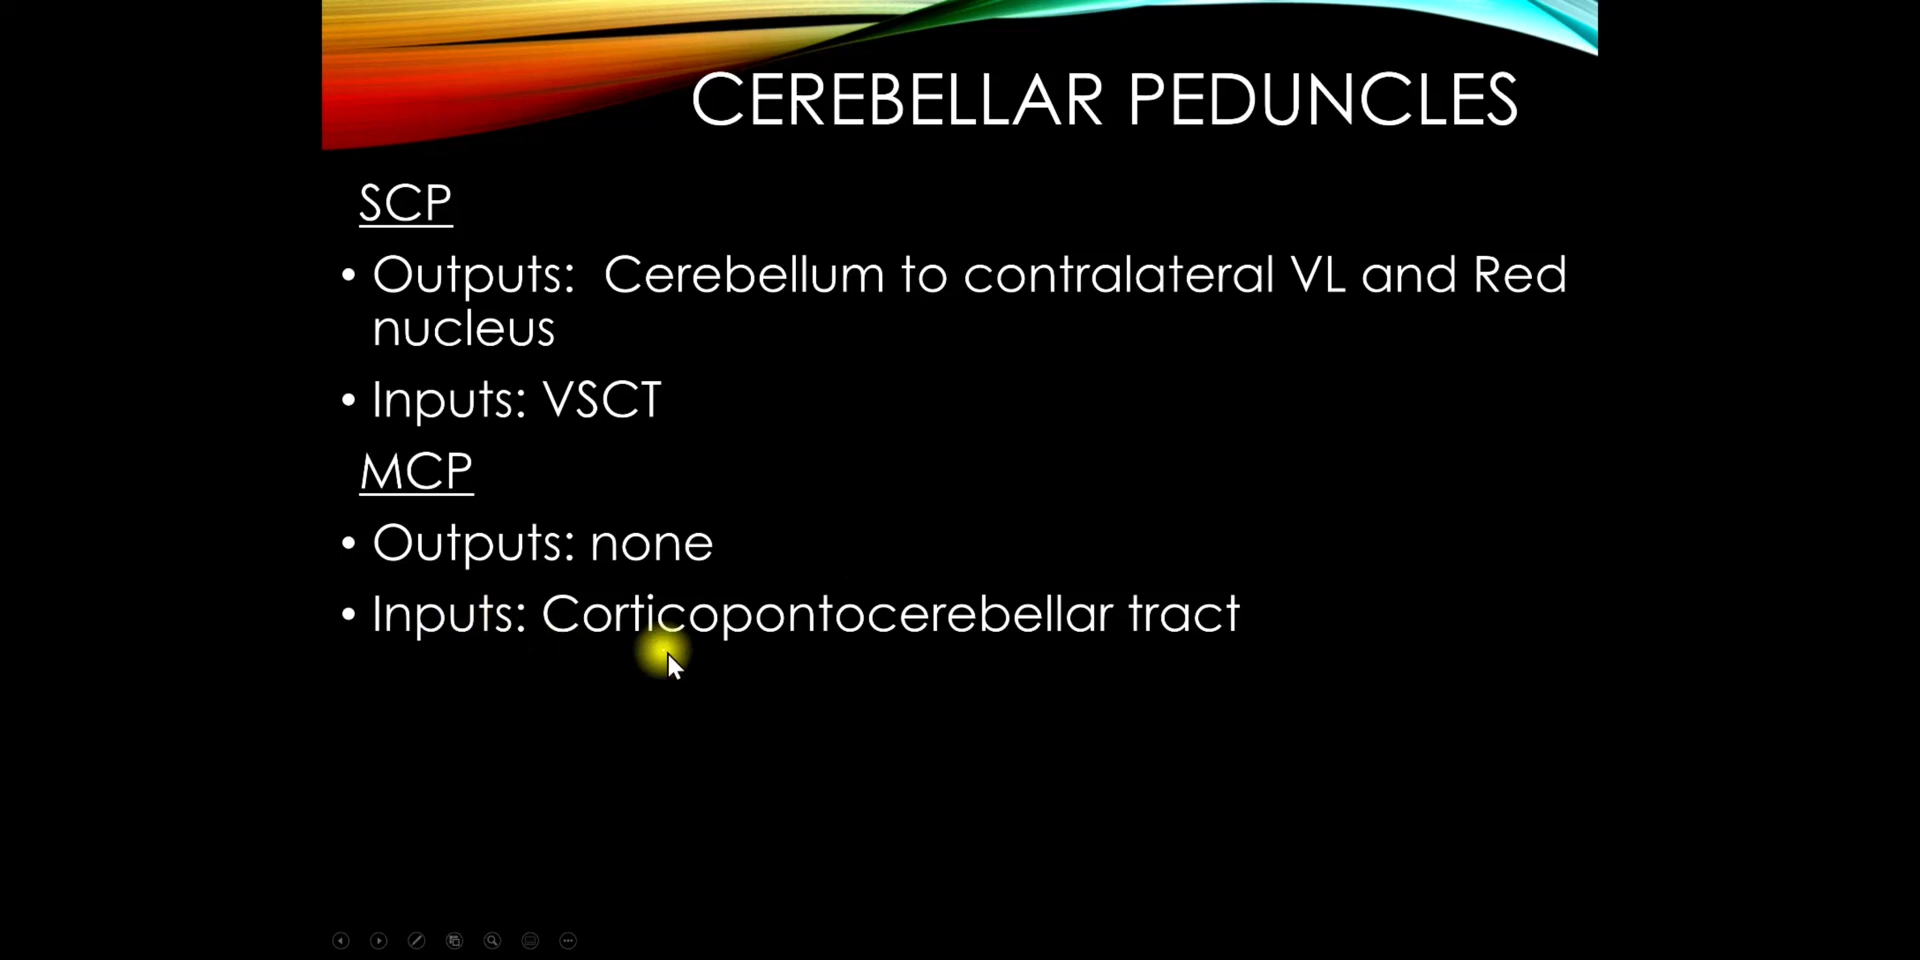 CEREBELLAR PEDUNCLES
SCP
• Outputs:  Cerebellum to contralateral VL and Red
nucleus
• Inputs: VSCT
MCP
• Outputs: none
• Inputs: Corticopontocerebellar tract